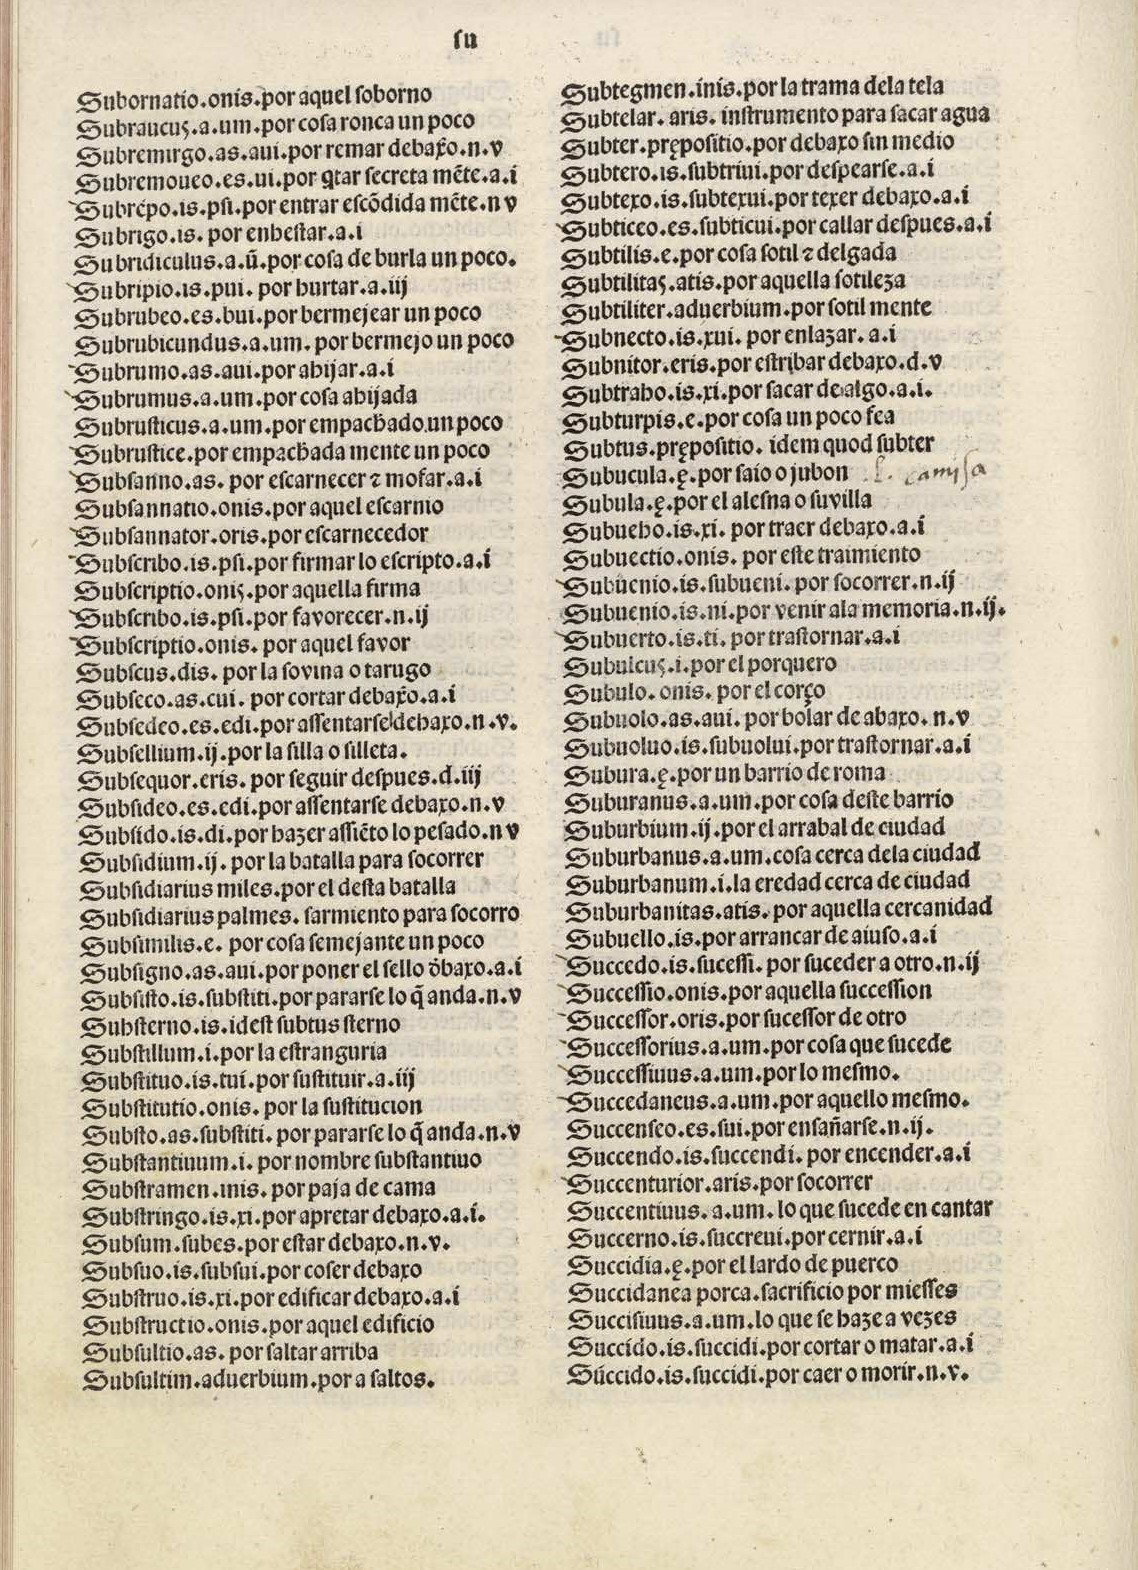 su
Subornatio.onis.por aquel soborno
Subraucus.a.um.por cosa ronca un poco
Subremigo.as.aui.por remar debaxo.n.v
Subremoueo.es.ui.por q̃tar secreta mẽte.a.i
Subrepo.is.psi.por entrar escõdida mẽte.n v
Subrigo.is. por enhestar.a.i
Subridiculus.a.ũ.por cosa de burla un poco.
Subripio.is.pui. por hurtar.a.iij
Subrubeo.es.bui.por bermejear un poco
Subrubicundus.a.um. por bermejo un poco
Subrumo.as.aui.por ahijar.a.i
Subrumus.a.um.por cosa ahijada
Subrusticus.a.um.por empachado.un poco
Subrustice.por empachada mente un poco
Subsanno.as. por escarnecer ⁊ mofar.a.i
Subsannatio.onis.por aquel escarnio
Subsannator.oris.por escarnecedor
Subscribo.is.psi.por firmar lo escripto.a.i
Subscriptio.onis.por aquella firma
Subscribo.is.psi.por favorecer.n.ij
Subscriptio.onis. por aquel favor
Subscus.dis. por la sovina o tarugo
Subseco.as.cui. por cortar debaxo.a.i
Subsedeo.es.edi.por assentarse debaxo.n.v.
Subsellium.ij.por la silla o silleta.
Subsequor.eris. por seguir despues.d.iij
Subsideo.es.edi.por assentarse debaxo.n.v
Subsido.is.di.por hazer assiẽto lo pesado.n v
Subsidium.ij. por la batalla para socorrer
Subsidiarius miles.por el desta batalla
Subsidiarius palmes. sarmiento para socorro
Subsimilis.e. por cosa semejante un poco
Subsigno.as.aui.por poner el sello d̃baxo.a.i
Subsisto.is.substiti.por pararse lo q̃ anda.n.v
Substerno.is.idest subtus sterno
Substillum.i.por la estranguria
Substituo.is.tui.por sustituir.a.iij
Substitutio.onis. por la sustitucion
Substo.as.substiti. por pararse lo q̃ anda.n.v
Substantiuum.i. por nombre substantiuo
Substramen.inis. por paja de cama
Substringo.is.xi.por apretar debaxo.a.i.
Subsum.subes.por estar debaxo.n.v.
Subsuo.is.subsui.por coser debaxo
Substruo.is.xi.por edificar debaxo.a.i
Substructio.onis.por aquel edificio
Subsultio.as. por saltar arriba
Subsultim.aduerbium.por a saltos.
Subtegmen.inis.por la trama dela tela
Subtelar. aris. instrumento para sacar agua
Subter.prępositio.por debaxo sin medio
Subtero.is.subtriui.por despearse.a.i
Subtexo.is.subtexui.por texer debaxo.a.i
Subticeo.es.subticui.por callar despues.a.i
Subtilis.e.por cosa sotil ⁊ delgada
Subtilitas.atis.por aquella sotileza
Subtiliter.aduerbium.por sotil mente
Subnecto.is.xui. por enlazar. a.i
Subnitor.eris.por estribar debaxo.d.v
Subtraho.is.xi.por sacar de algo.a.i.
Subturpis.e.por cosa un poco fea
Subtus.prępositio. idem quod subter
Subucula.ę.por saio o jubon l. camisa
Subula.ę.por el alesna o suvilla
Subueho.is.xi. por traer debaxo.a.i
Subuectio.onis. por este traimiento
Subuenio.is.subueni. por socorrer.n.ij
Subuenio.is.ni.por venir ala memoria.n.ij.
Subuerto.is.ti. por trastornar.a.i
Subulcus.i.por el porquero
Subulo. onis. por el corço
Subuolo.as.aui. por bolar de abaxo. n.v
Subuoluo.is.subuolui.por trastornar.a.i
Subura.ę.por un barrio de roma
Suburanus.a.um.por cosa deste barrio
Suburbium.ij.por el arrabal de ciudad
Suburbanus.a.um.cosa cerca dela ciudad
Suburbanum.i.la eredad cerca de ciudad
Suburbanitas.atis.por aquella cercanidad
Subuello.is.por arrancar de aiuso.a.i
Succedo.is.sucessi. por suceder a otro.n.ij
Successio.onis.por aquella succession
Successor.oris.por sucessor de otro
Successorius.a.um.por cosa que sucede
Successiuus.a.um.por lo mesmo.
Succedaneus.a.um.por aquello mesmo.
Succenseo.es.sui.por ensañarse.n.ij.
Succendo.is.succendi. por encender.a.i
Succenturior.aris.por socorrer
Succentiuus. a.um. lo que sucede en cantar
Succerno.is.succreui.por cernir.a.i
Succidia.ę.por el lardo de puerco
Succidanea porca.sacrificio por miesses
Succisiuus.a.um.lo que se haze a vezes
Succido.is.succidi.por cortar o matar.a.i
Succido.is.succidi.por caer o morir.n.v.